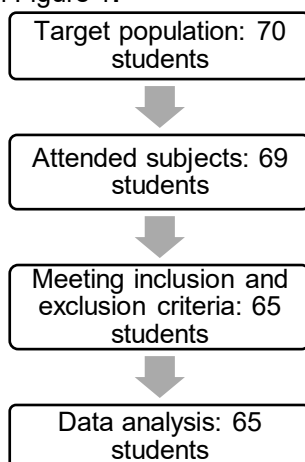 Figure 1.
Target population: 70
students
Attended subjects: 69
students
Meeting inclusion and
exclusion criteria: 65
students
Data analysis: 65
students